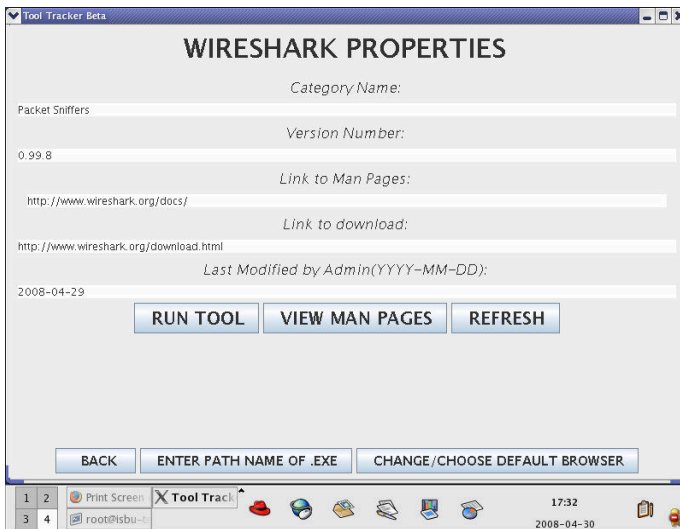 Tool Tracker Beta
WIRESHARK PROPERTIES
Category Name:
Packet Sniffers
Version Number:
0.99.8
Link to Man Pages:
http://www.wireshark.org/docs/
Link to download:
http://www.wireshark.org/download.html
Last Modified by Admin(YYYY-MM-DD):
2008-04-29
RUN TOOL VIEW MAN PAGES REFRESH
BACK ENTER PATH NAME OF .EXE CHANGE/CHOOSE DEFAULT BROWSER
1 2 Print Screen Tool Track 17:32
3 4 root@isbu-t 2008-04-30